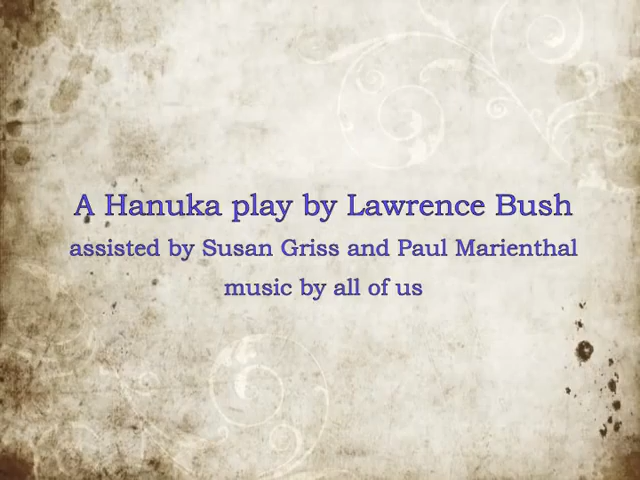 A Hanuka play by Lawrence Bush
assisted by Susan Griss and Paul Marienthal
music by all of us